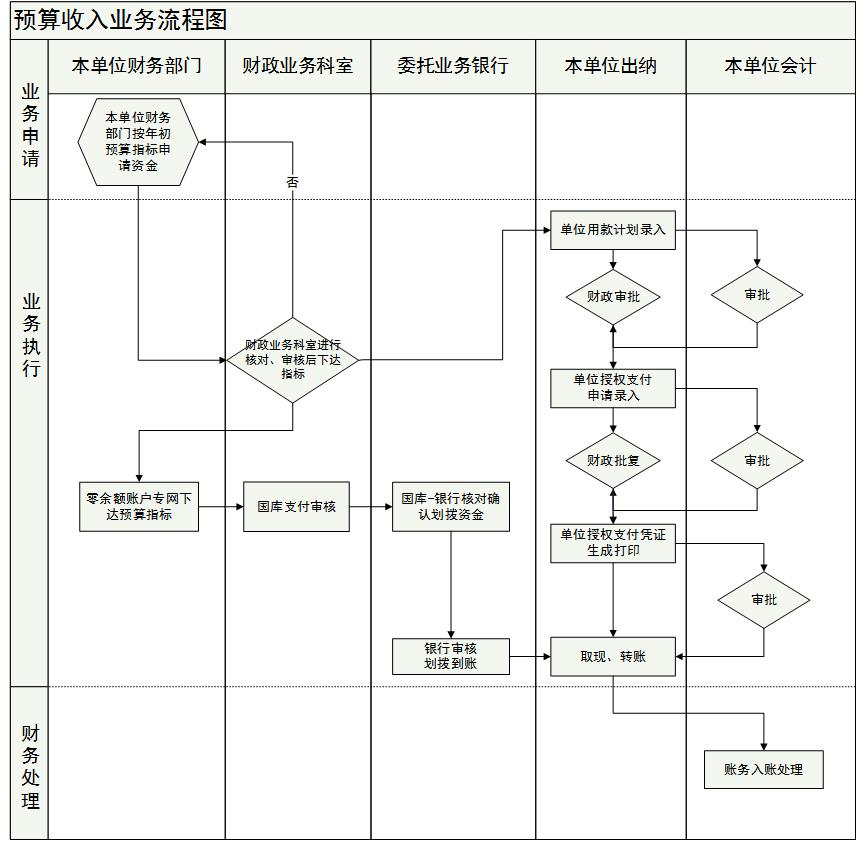 预算收入业务流程图
本单位财务部门
财政业务科室
委托业务银行
本单位出纳
本单位会计
业务申请
本单位财务
部门按年初
预算指标申
请资金
否
业务执行
单位用款计划录入
财政审批
审批
财政业务科室进行
核对、审核后下达
指标
单位授权支付
申请录入
财政批复
审批
零余额账户专网下
达预算指标
国库支付审核
国库-银行核对确
认划拨资金
单位授权支付凭证
生成打印
审批
银行审核
划拨到账
取现、转账
财务处理
账务入账处理